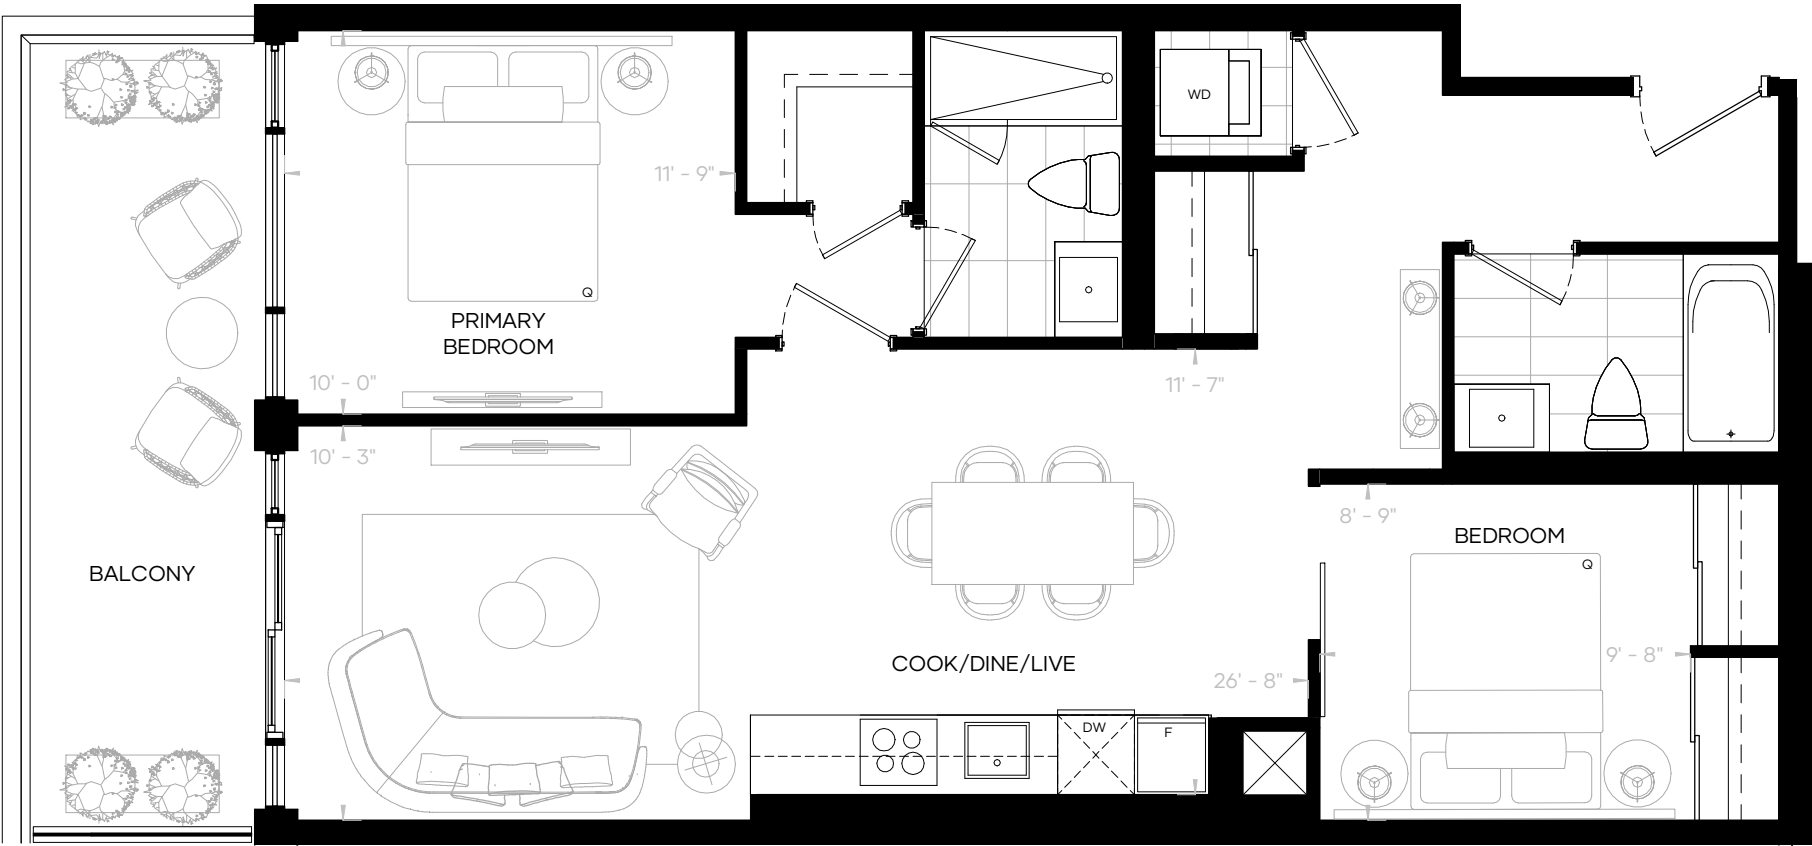 WD
11' - 9"
Q
PRIMARY
BEDROOM
10' - 0"
11' - 7"
10' - 3"
8' - 9"
BEDROOM
Q
BALCONY
COOK/DINE/LIVE
9' - 8"
26' - 8"
DW
F